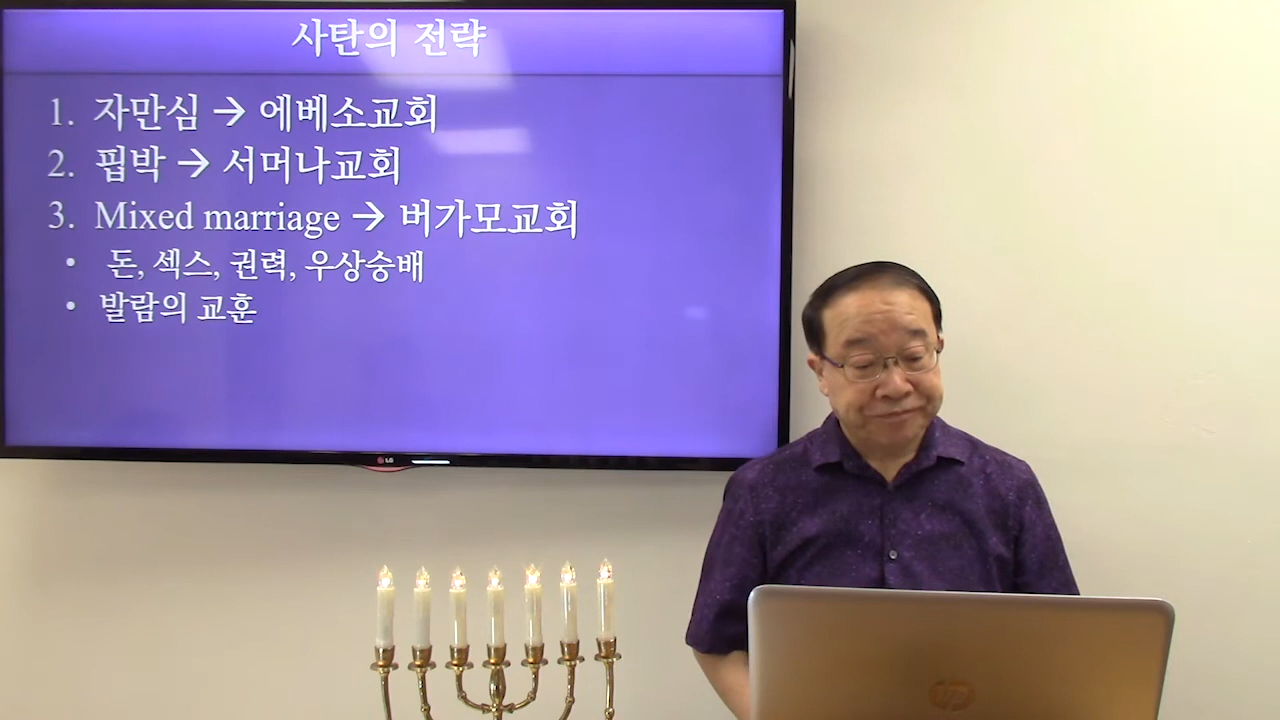 사탄의 전략
1. 자만심 → 에베소교회
2. 핍박 → 서머나교회
3. Mixed marriage → 버가모교회
• 돈, 섹스, 권력, 우상숭배
• 발람의 교훈
LG
hp